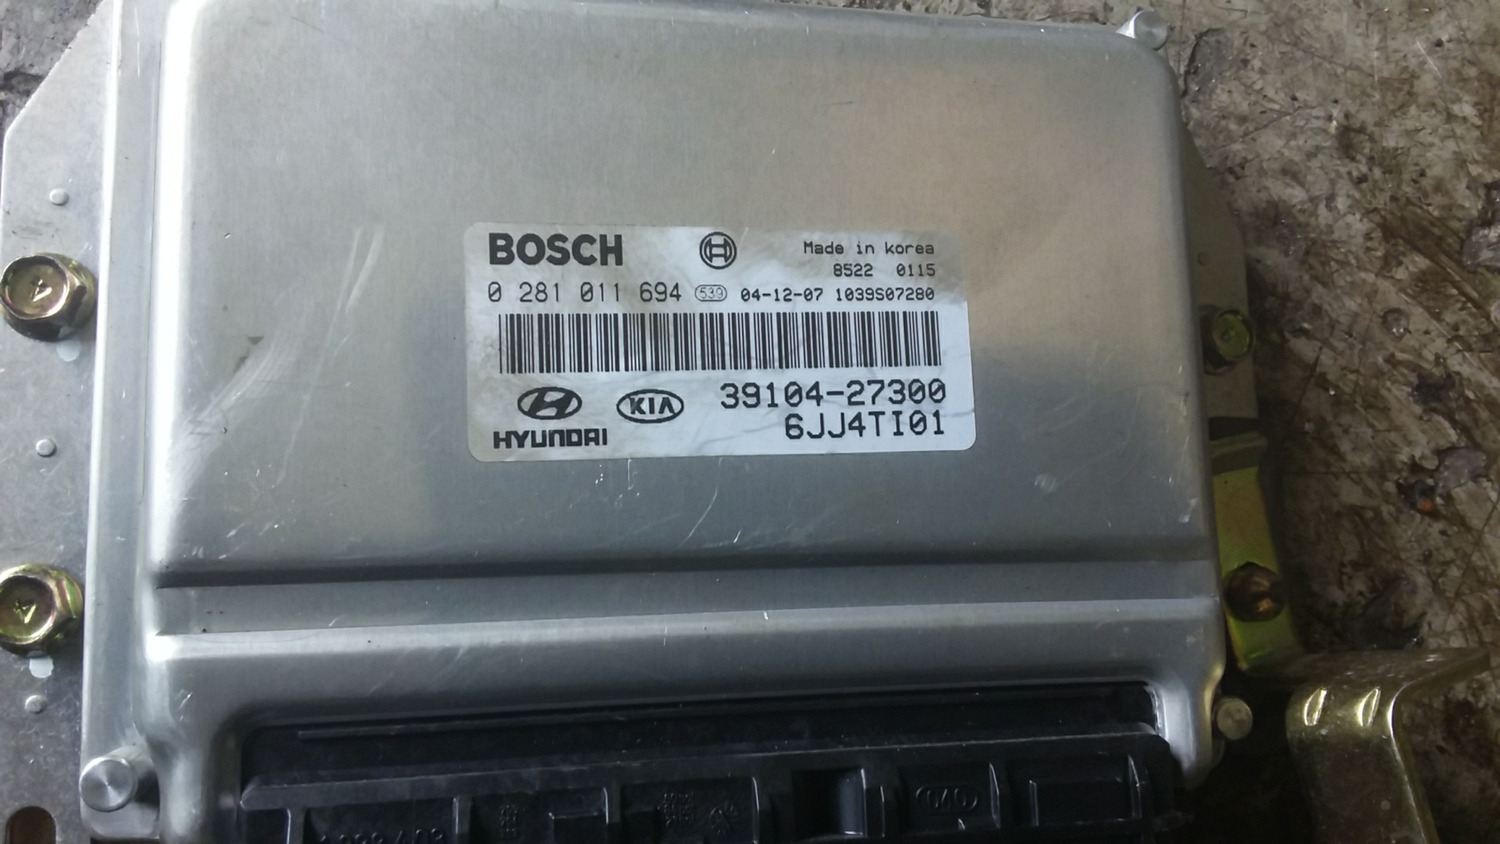 BOSCH
Made in korea
8522 0115
0 281 011 694 539 04-12-07 1039S07280
HYUNDAI
KIA
39104-27300
6JJ4TI01